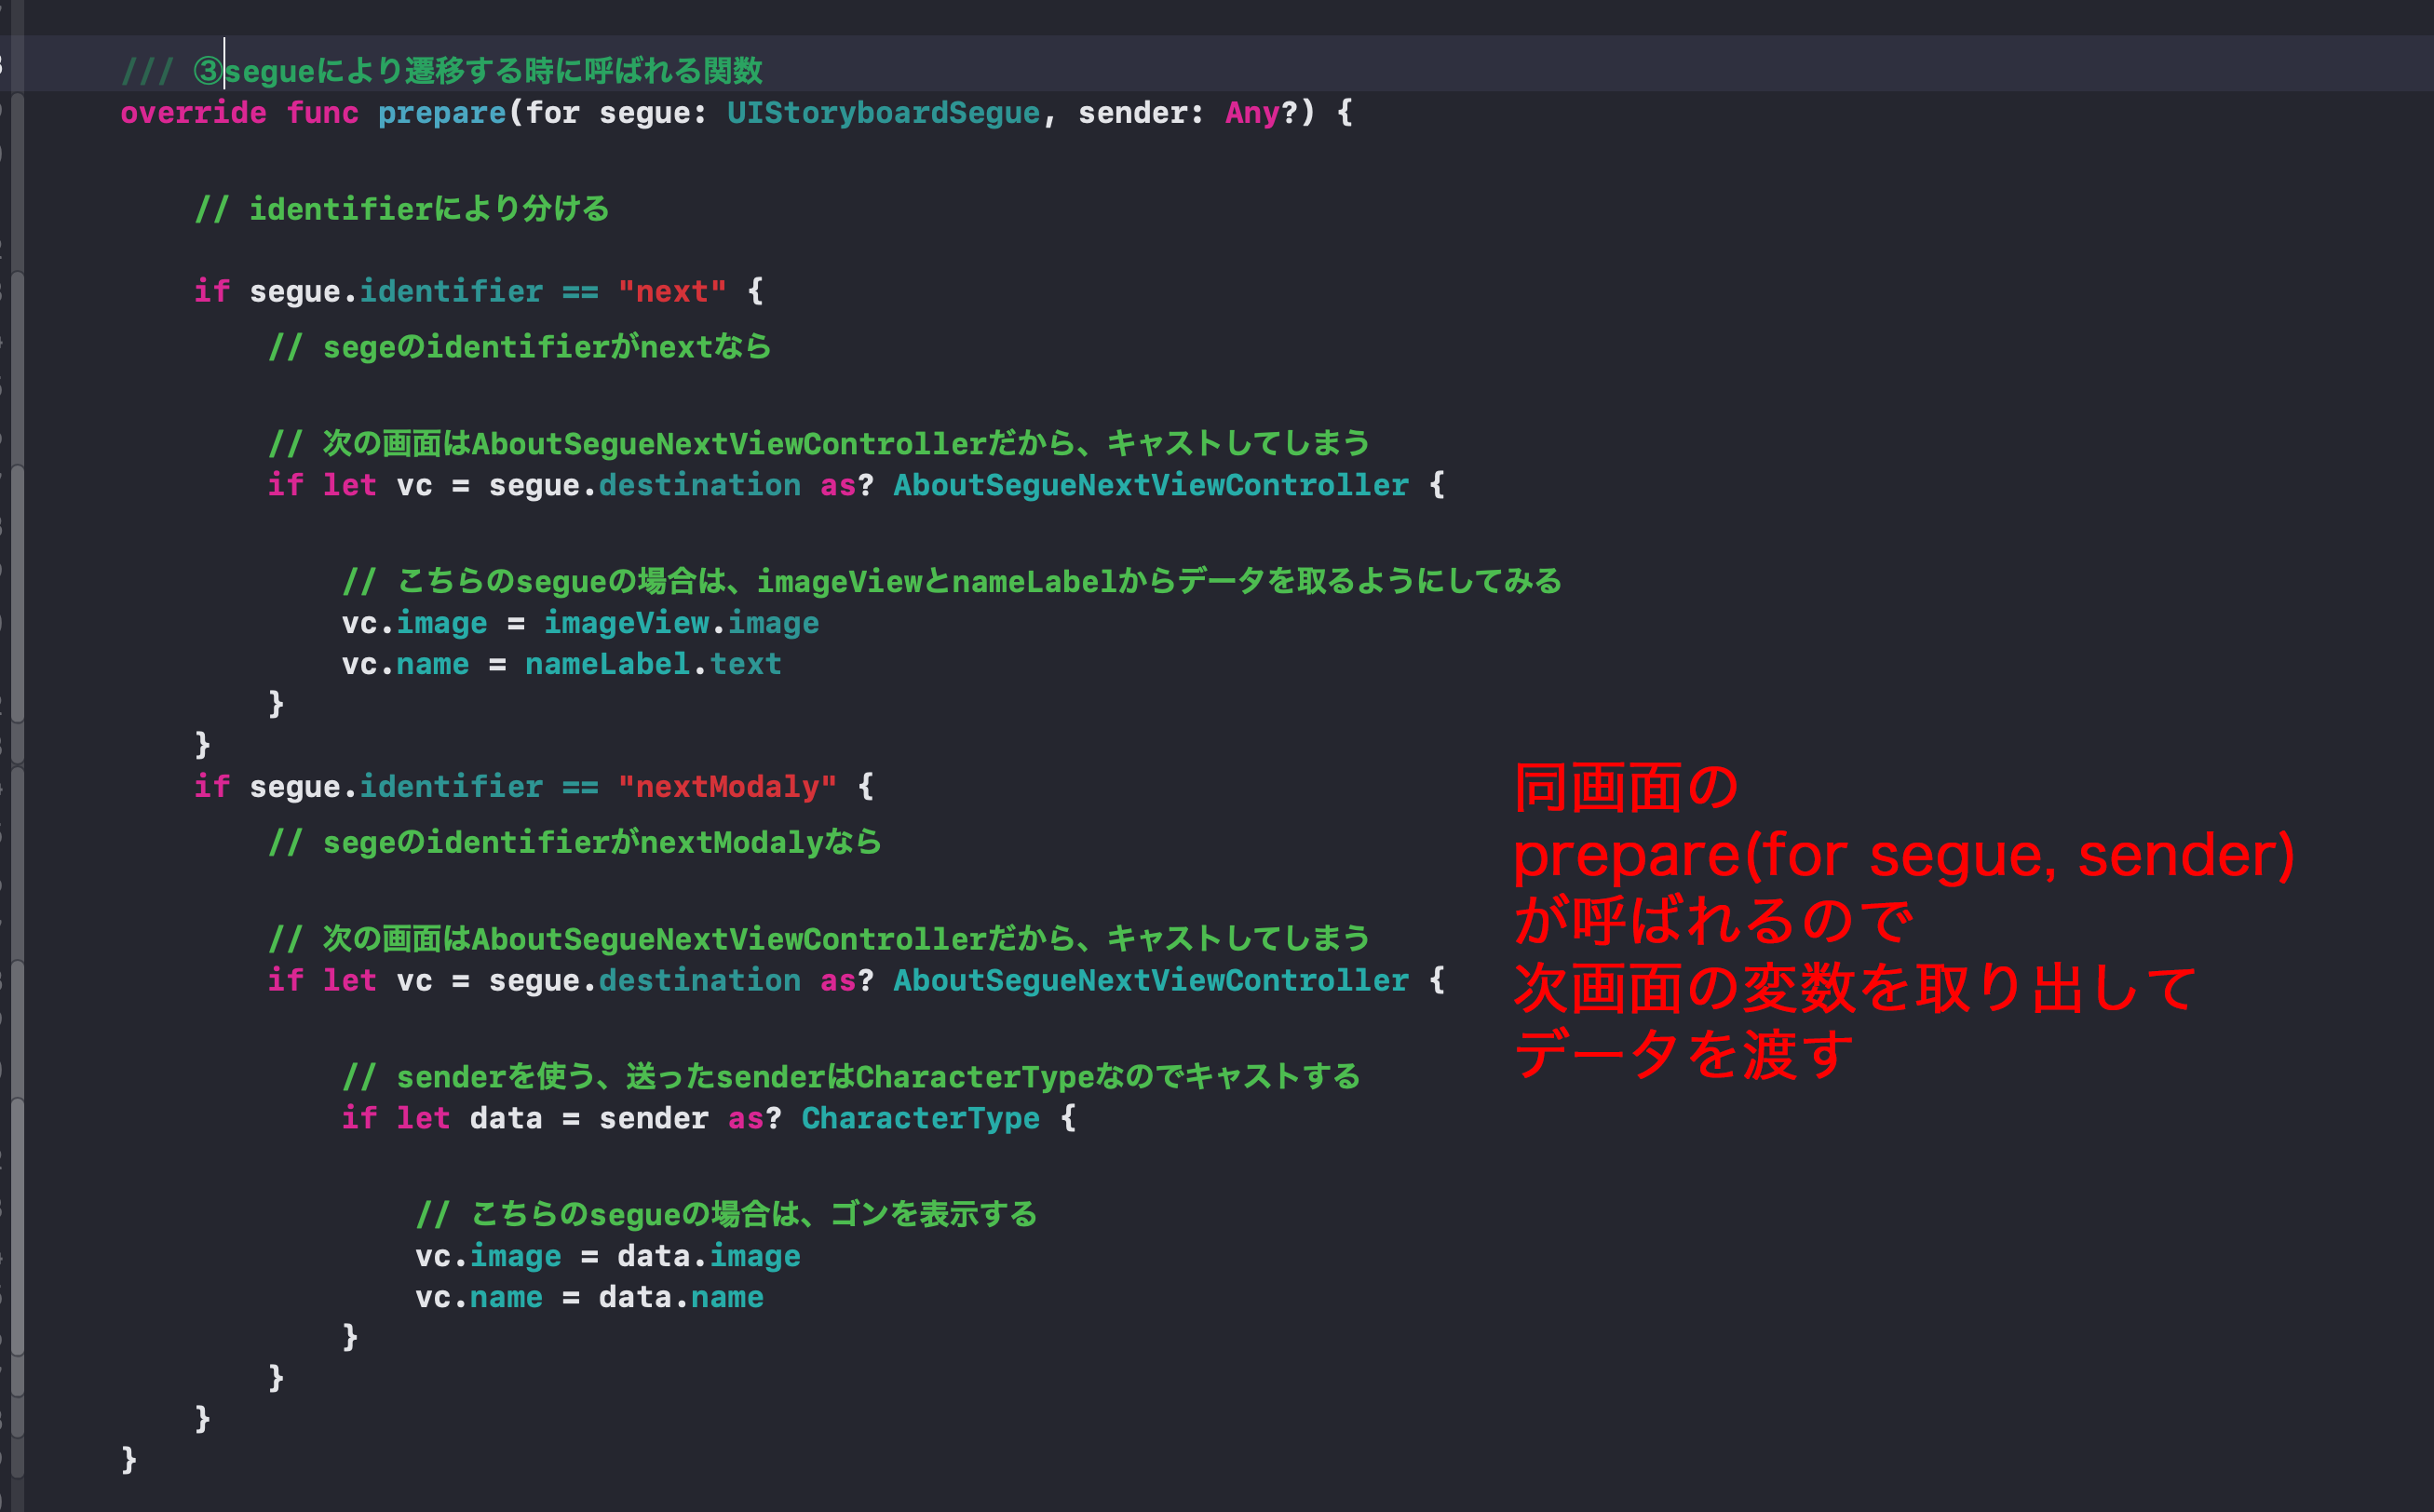 /// ③segueにより遷移する時に呼ばれる関数
override func prepare(for segue: UIStoryboardSegue, sender: Any?) {
// identifierにより分ける
if segue.identifier == "next" {
// segeのidentifierがnextなら
// 次の画面はAboutSegueNextViewControllerだから、キャストしてしまう
if let vc = segue.destination as? AboutSegueNextViewController {
// こちらのsegueの場合は、imageViewとnameLabelからデータを取るようにしてみる
vc.image = imageView.image
vc.name = nameLabel.text
}
}
if segue.identifier == "nextModaly" {
// segeのidentifierがnextModalyなら
// 次の画面はAboutSegueNextViewControllerだから、キャストしてしまう
if let vc = segue.destination as? AboutSegueNextViewController {
// senderを使う、送ったsenderはCharacterTypeなのでキャストする
if let data = sender as? CharacterType {
// こちらのsegueの場合は、ゴンを表示する
vc.image = data.image
vc.name = data.name
}
}
}
}
同画面の
prepare(for segue, sender)
が呼ばれるので
次画面の変数を取り出して
データを渡す